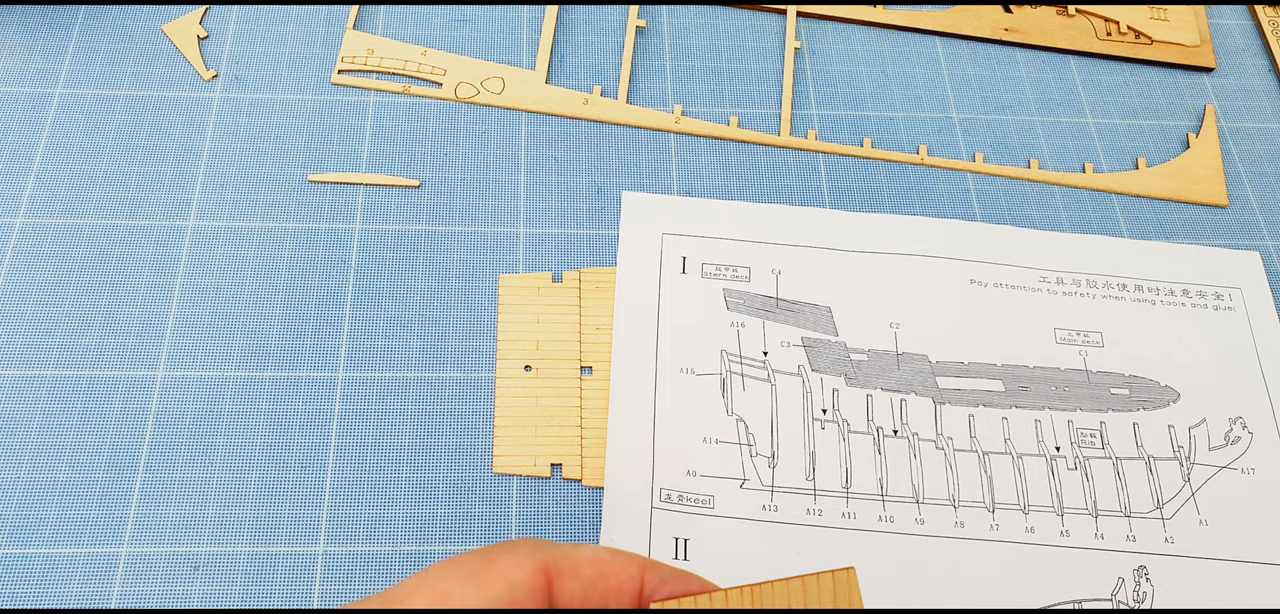 III
3 4
3
2
I
艉甲板
Stern deck
C4
工具与胶水使用时注意安全!
Pay attention to safety when using tools and glue!
A16
C3
C2
主甲板
Main deck
C1
A15
肋板
Rib
A14
A0
A17
龙骨keel
A13
A12
A11
A10
A9
A8
A7
A6
A5
A4
A3
A2
A1
II